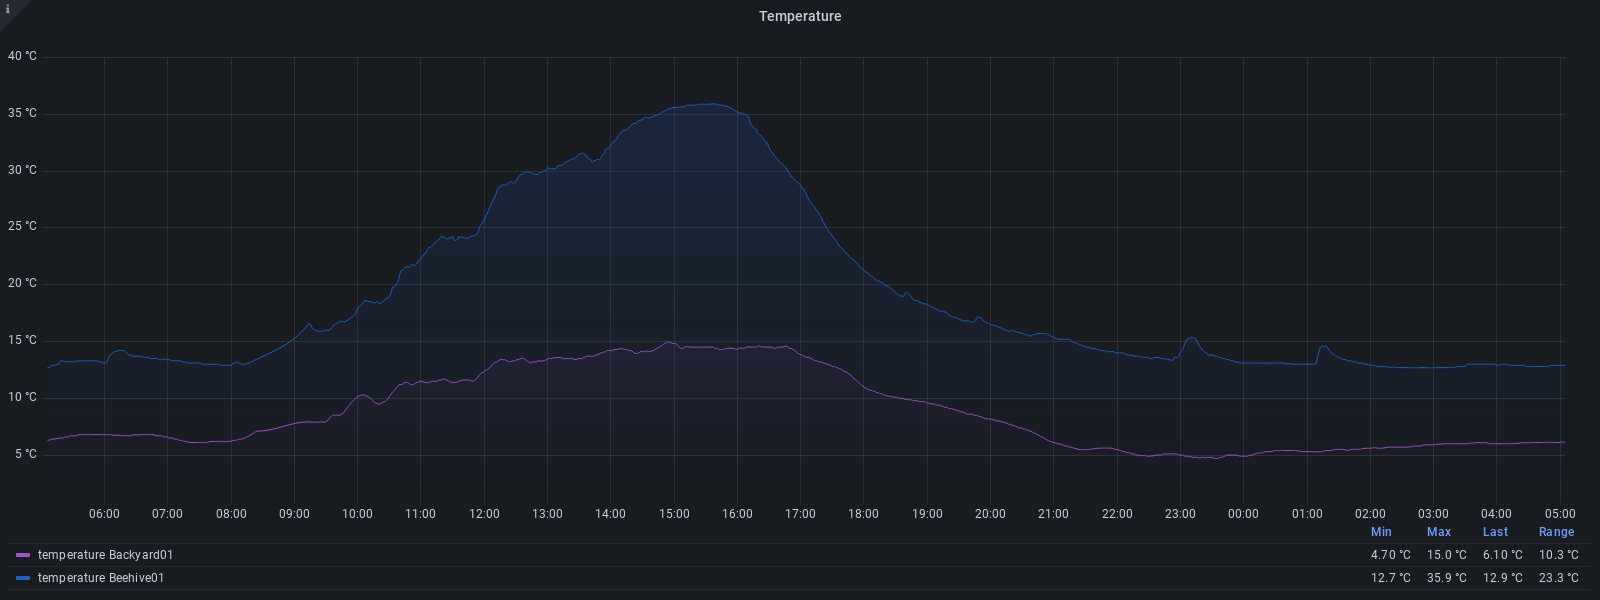 i
Temperature
40 °C
35 °C
30 °C
25 °C
20 °C
15 °C
10 °C
5 °C
06:00 07:00 08:00 09:00 10:00 11:00 12:00 13:00 14:00 15:00 16:00 17:00 18:00 19:00 20:00 21:00 22:00 23:00 00:00 01:00 02:00 03:00 04:00 05:00
Min Max Last Range
temperature Backyard01 4.70 °C 15.0 °C 6.10 °C 10.3 °C
temperature Beehive01 12.7 °C 35.9 °C 12.9 °C 23.3 °C